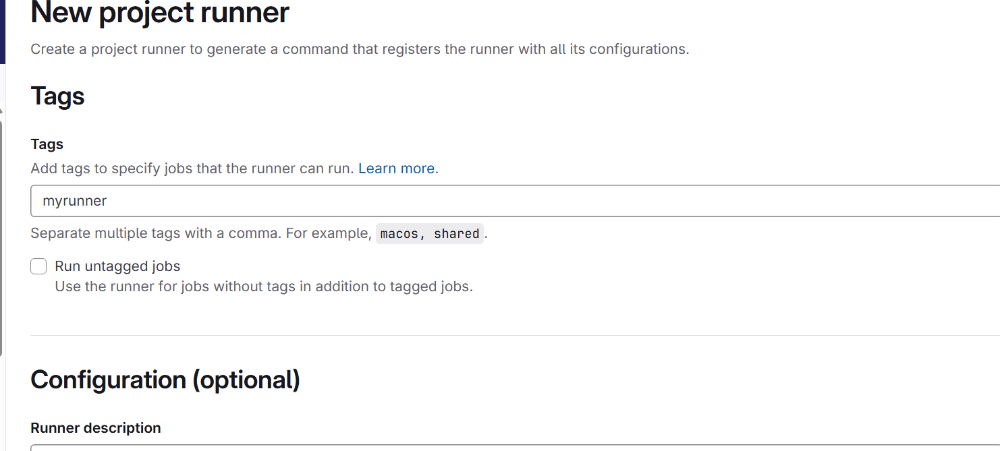 New project runner
Create a project runner to generate a command that registers the runner with all its configurations.
Tags
Tags
Add tags to specify jobs that the runner can run. Learn more.
myrunner
Separate multiple tags with a comma. For example, macos, shared.
Run untagged jobs
Use the runner for jobs without tags in addition to tagged jobs.
Configuration (optional)
Runner description